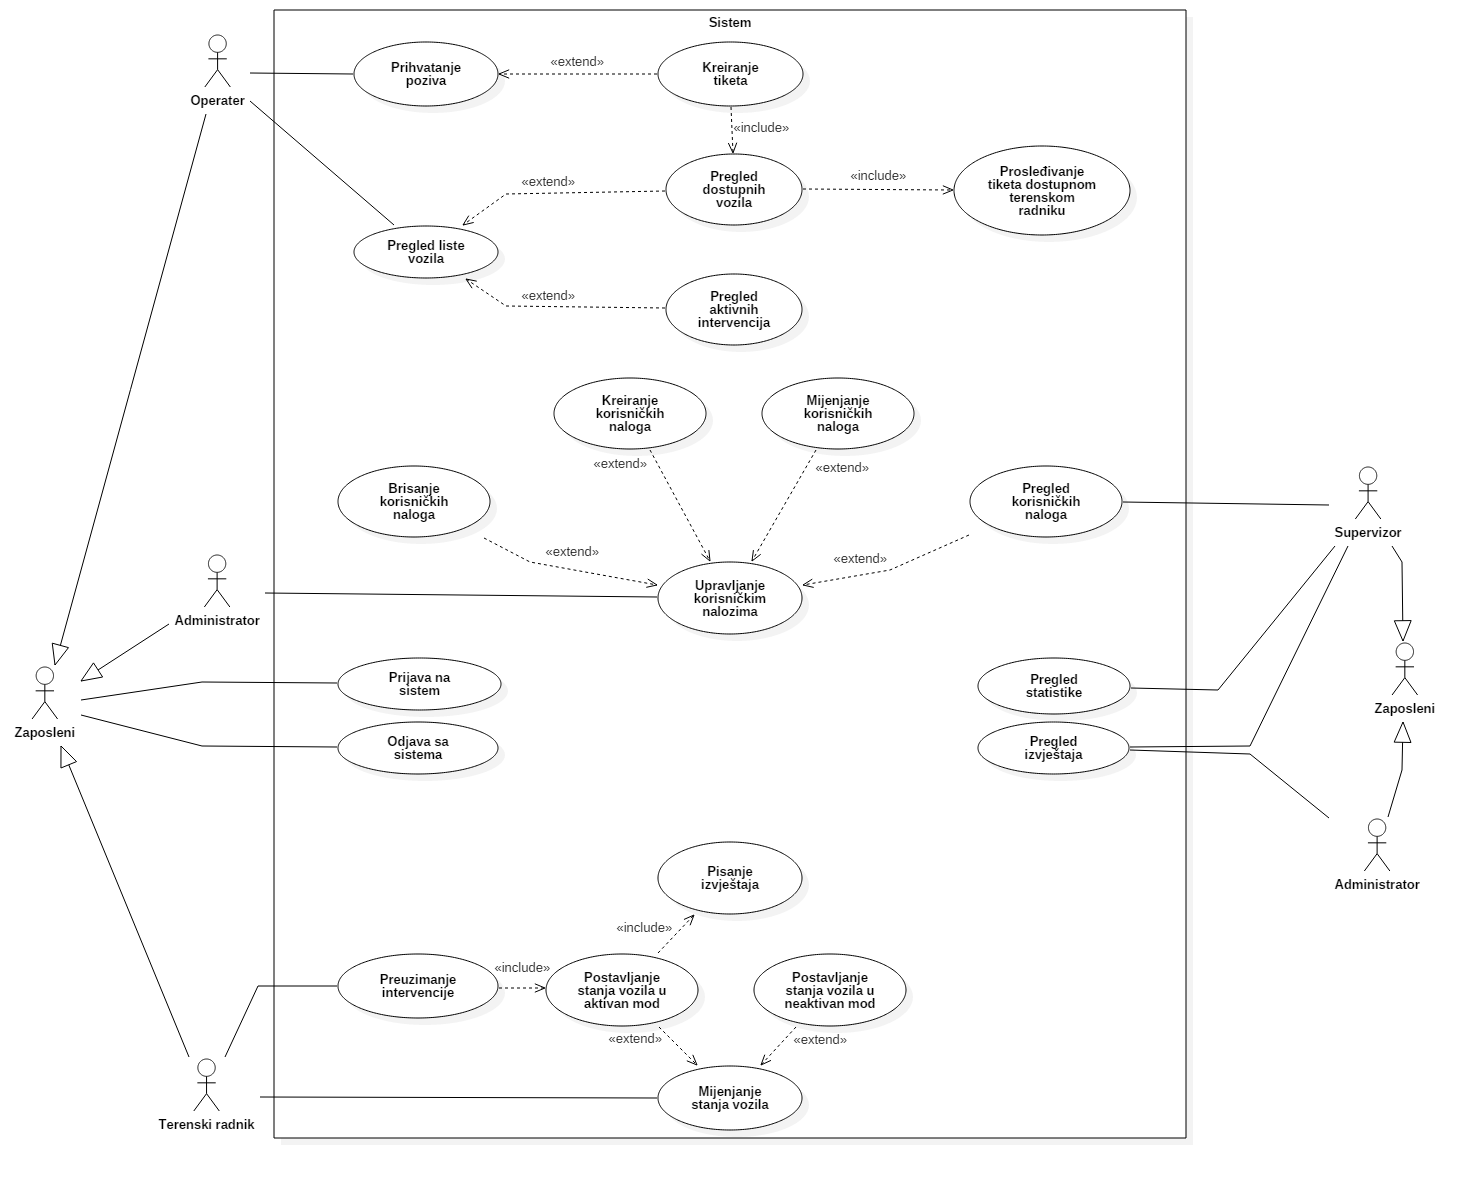 Sistem
Operater
Prihvatanje
poziva
«extend»
Kreiranje
tiketa
«include»
Pregled
dostupnih
vozila
«include»
Prosleđivanje
tiketa dostupnom
terenskom
radniku
«extend»
Pregled liste
vozila
«extend»
Pregled
aktivnih
intervencija
Kreiranje
korisničkih
naloga
Mijenjanje
korisničkih
naloga
«extend»
«extend»
Brisanje
korisničkih
naloga
Pregled
korisničkih
naloga
Supervizor
«extend»
«extend»
Upravljanje
korisničkim
nalozima
Administrator
Prijava na
sistem
Pregled
statistike
Zaposleni
Zaposleni
Odjava sa
sistema
Pregled
izvještaja
Administrator
Pisanje
izvještaja
«include»
Preuzimanje
intervencije
«include»
Postavljanje
stanja vozila u
aktivan mod
Postavljanje
stanja vozila u
neaktivan mod
«extend»
«extend»
Mijenjanje
stanja vozila
Terenski radnik